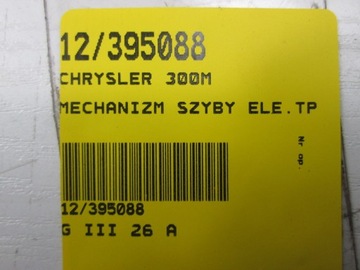 12/395088
CHRYSLER 300M
MECHANIZM SZYBY ELE.TP
Nr op.
12/395088
G III 26 A